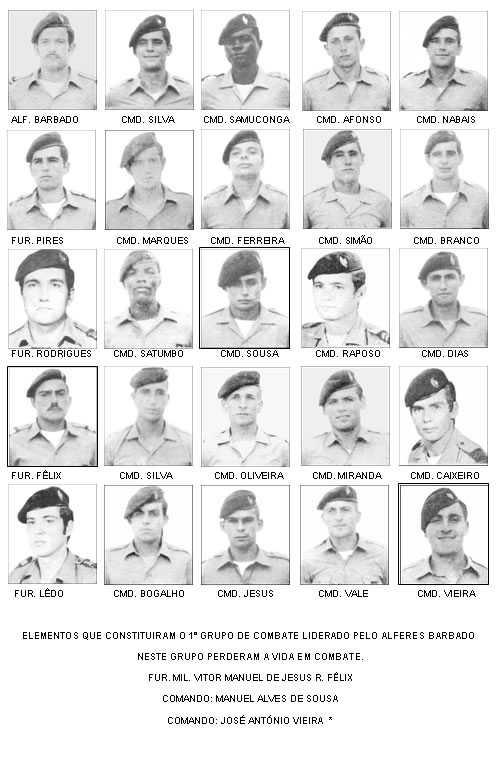 ALF. BARBADO CMD. SILVA CMD. SAMUCONGA CMD. AFONSO CMD. NABAIS
FUR. PIRES CMD. MARQUES CMD. FERREIRA CMD. SIMÃO CMD. BRANCO
FUR. RODRIGUES CMD. SATUMBO CMD. SOUSA CMD. RAPOSO CMD. DIAS
FUR. FÉLIX CMD. SILVA CMD. OLIVEIRA CMD. MIRANDA CMD. CAIXEIRO
FUR. LÊDO CMD. BOGALHO CMD. JESUS CMD. VALE CMD. VIEIRA
ELEMENTOS QUE CONSTITUIRAM O 1º GRUPO DE COMBATE LIDERADO PELO ALFERES BARBADO
NESTE GRUPO PERDERAM A VIDA EM COMBATE.
FUR. MIL. VITOR MANUEL DE JESUS R. FÉLIX
COMANDO: MANUEL ALVES DE SOUSA
COMANDO: JOSÉ ANTÓNIO VIEIRA *